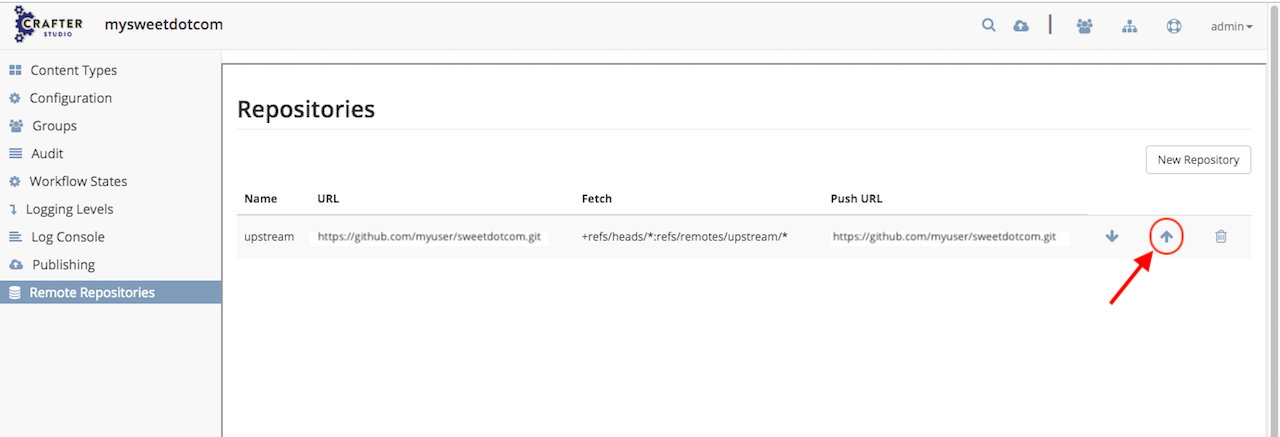 CRAFTER
STUDIO
mysweetdotcom
admin
Content Types
Configuration
Groups
Audit
Workflow States
Logging Levels
Log Console
Publishing
Remote Repositories
Repositories
New Repository
Name URL Fetch Push URL
upstream https://github.com/myuser/sweetdotcom.git +refs/heads/*:refs/remotes/upstream/* https://github.com/myuser/sweetdotcom.git